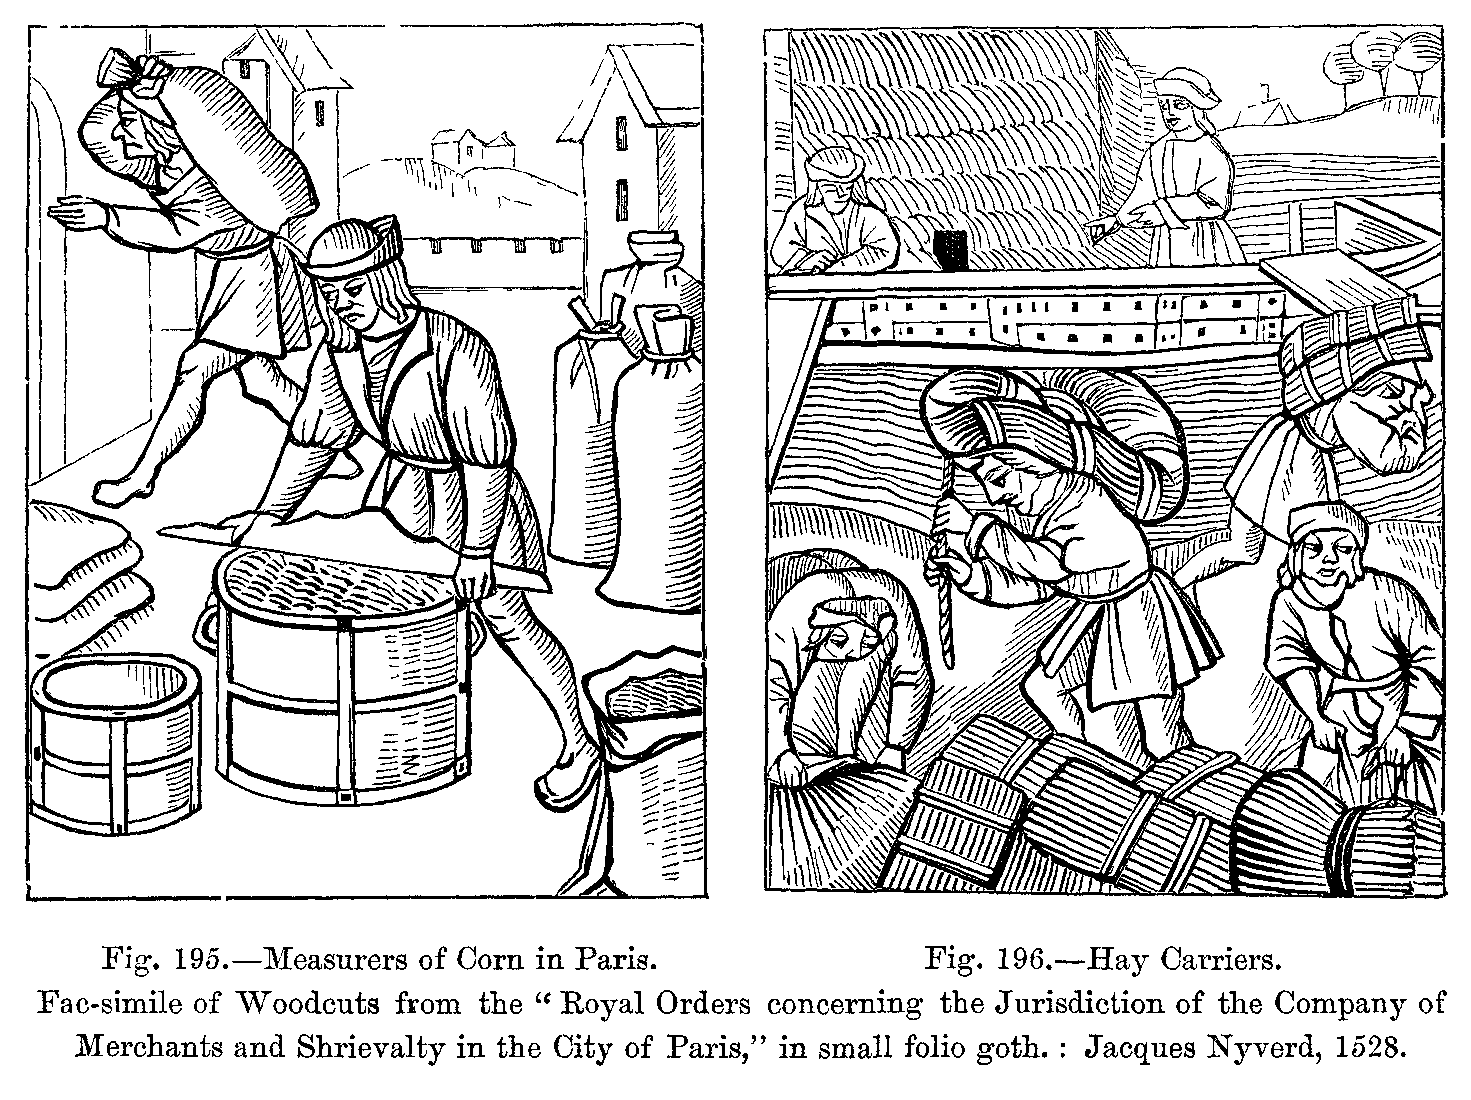 Fig. 195.—Measurers of Corn in Paris.
Fig. 196.—Hay Carriers.
Fac-simile of Woodcuts from the “ Royal Orders concerning the Jurisdiction of the Company of
Merchants and Shrievalty in the City of Paris,” in small folio goth. : Jacques Nyverd, 1528.